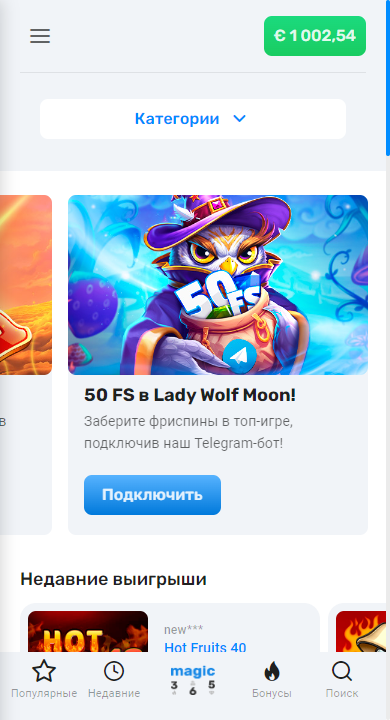 € 1 002,54
Категории
50 FS
в
50 FS в Lady Wolf Moon!
Заберите фриспины в топ-игре,
подключив наш Telegram-бот!
Подключить
Недавние выигрыши
HOT
new***
Hot Fruits 40
magic
3 6 5
Популярные
Недавние
Бонусы
Поиск